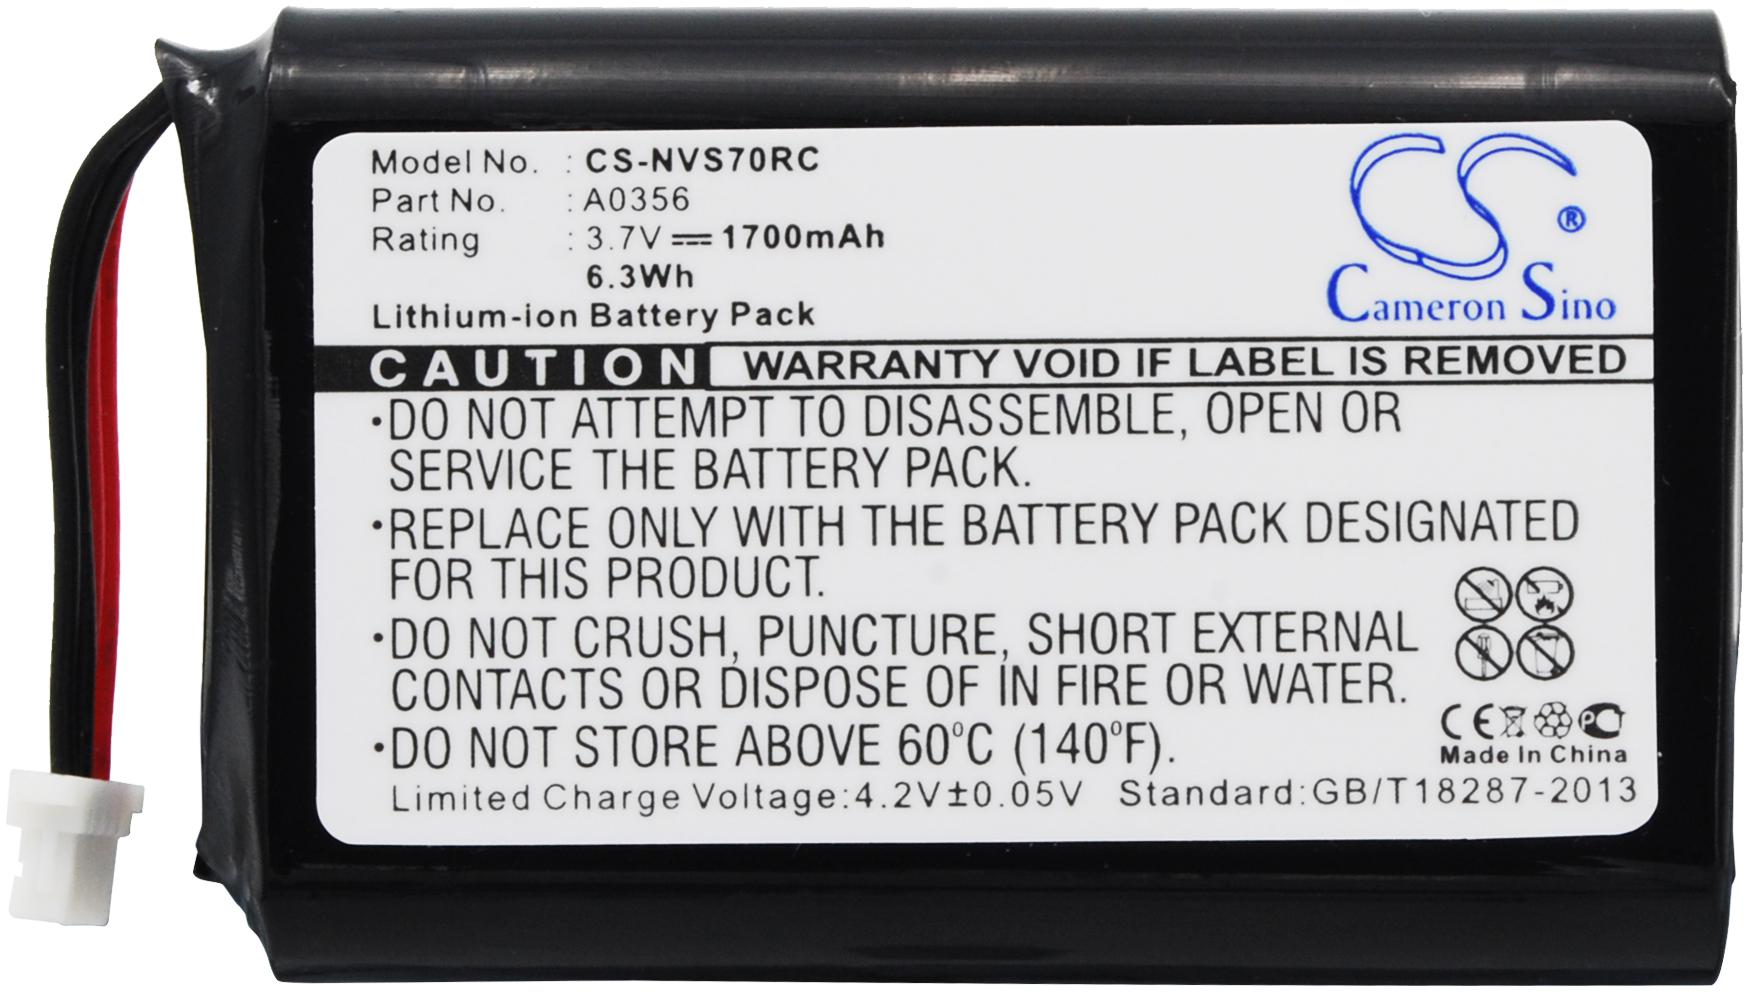 Model No. : CS-NVS70RC
Part No. : A0356
Rating : 3.7V ⎓ 1700mAh
6.3Wh
Lithium-ion Battery Pack
CS ®
Cameron Sino
CAUTION WARRANTY VOID IF LABEL IS REMOVED
•DO NOT ATTEMPT TO DISASSEMBLE, OPEN OR
SERVICE THE BATTERY PACK.
•REPLACE ONLY WITH THE BATTERY PACK DESIGNATED
FOR THIS PRODUCT.
•DO NOT CRUSH, PUNCTURE, SHORT EXTERNAL
CONTACTS OR DISPOSE OF IN FIRE OR WATER.
•DO NOT STORE ABOVE 60°C (140°F).
CE PC
Made In China
Limited Charge Voltage:4.2V±0.05V Standard:GB/T18287-2013